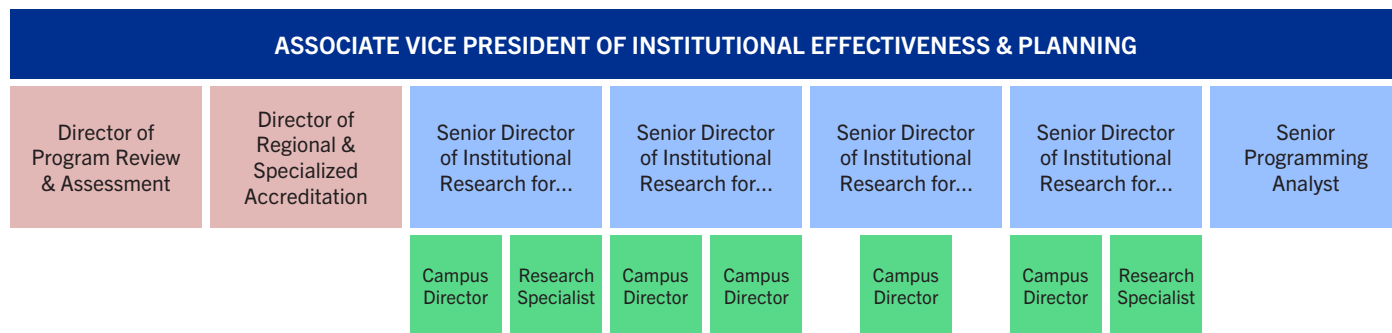 ASSOCIATE VICE PRESIDENT OF INSTITUTIONAL EFFECTIVENESS & PLANNING
Director of
Program Review
& Assessment
Director of
Regional &
Specialized
Accreditation
Senior Director
of Institutional
Research for...
Senior Director
of Institutional
Research for...
Senior Director
of Institutional
Research for...
Senior Director
of Institutional
Research for...
Senior
Programming
Analyst
Campus
Director
Research
Specialist
Campus
Director
Campus
Director
Campus
Director
Campus
Director
Research
Specialist